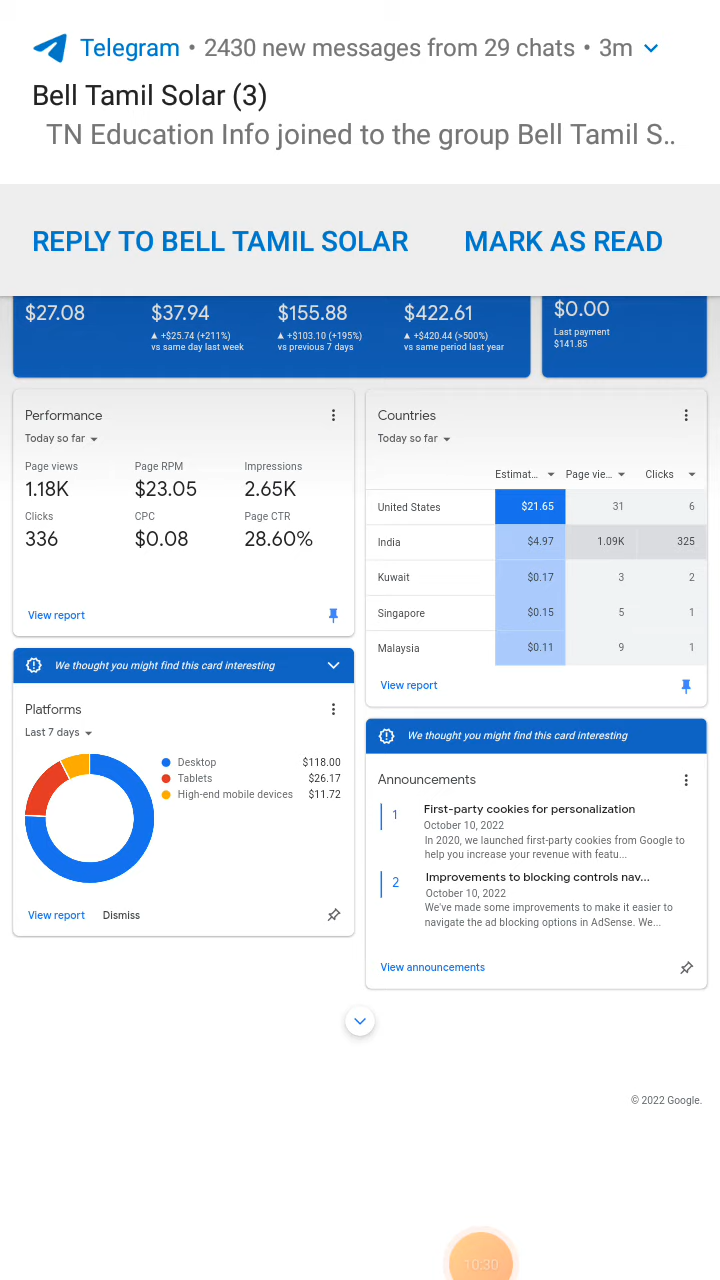 Telegram • 2430 new messages from 29 chats • 3m
Bell Tamil Solar (3)
TN Education Info joined to the group Bell Tamil S..
REPLY TO BELL TAMIL SOLAR MARK AS READ
$27.08 $37.94 $155.88 $422.61 $0.00
▲ +$25.74 (+211%) ▲ +$103.10 (+195%) ▲ +$420.44 (>500%) Last payment
vs same day last week vs previous 7 days vs same period last year $141.85
Performance
Today so far
Page views Page RPM Impressions
1.18K $23.05 2.65K
Clicks CPC Page CTR
336 $0.08 28.60%
View report
Countries
Today so far
Estimat... Page vie... Clicks
United States $21.65 31 6
India $4.97 1.09K 325
Kuwait $0.17 3 2
Singapore $0.15 5 1
Malaysia $0.11 9 1
View report
We thought you might find this card interesting
Platforms
Last 7 days
Desktop $118.00
Tablets $26.17
High-end mobile devices $11.72
View report Dismiss
We thought you might find this card interesting
Announcements
1 First-party cookies for personalization
October 10, 2022
In 2020, we launched first-party cookies from Google to
help you increase your revenue with featu...
2 Improvements to blocking controls nav...
October 10, 2022
We've made some improvements to make it easier to
navigate the ad blocking options in AdSense. We...
View announcements
© 2022 Google.
10:30